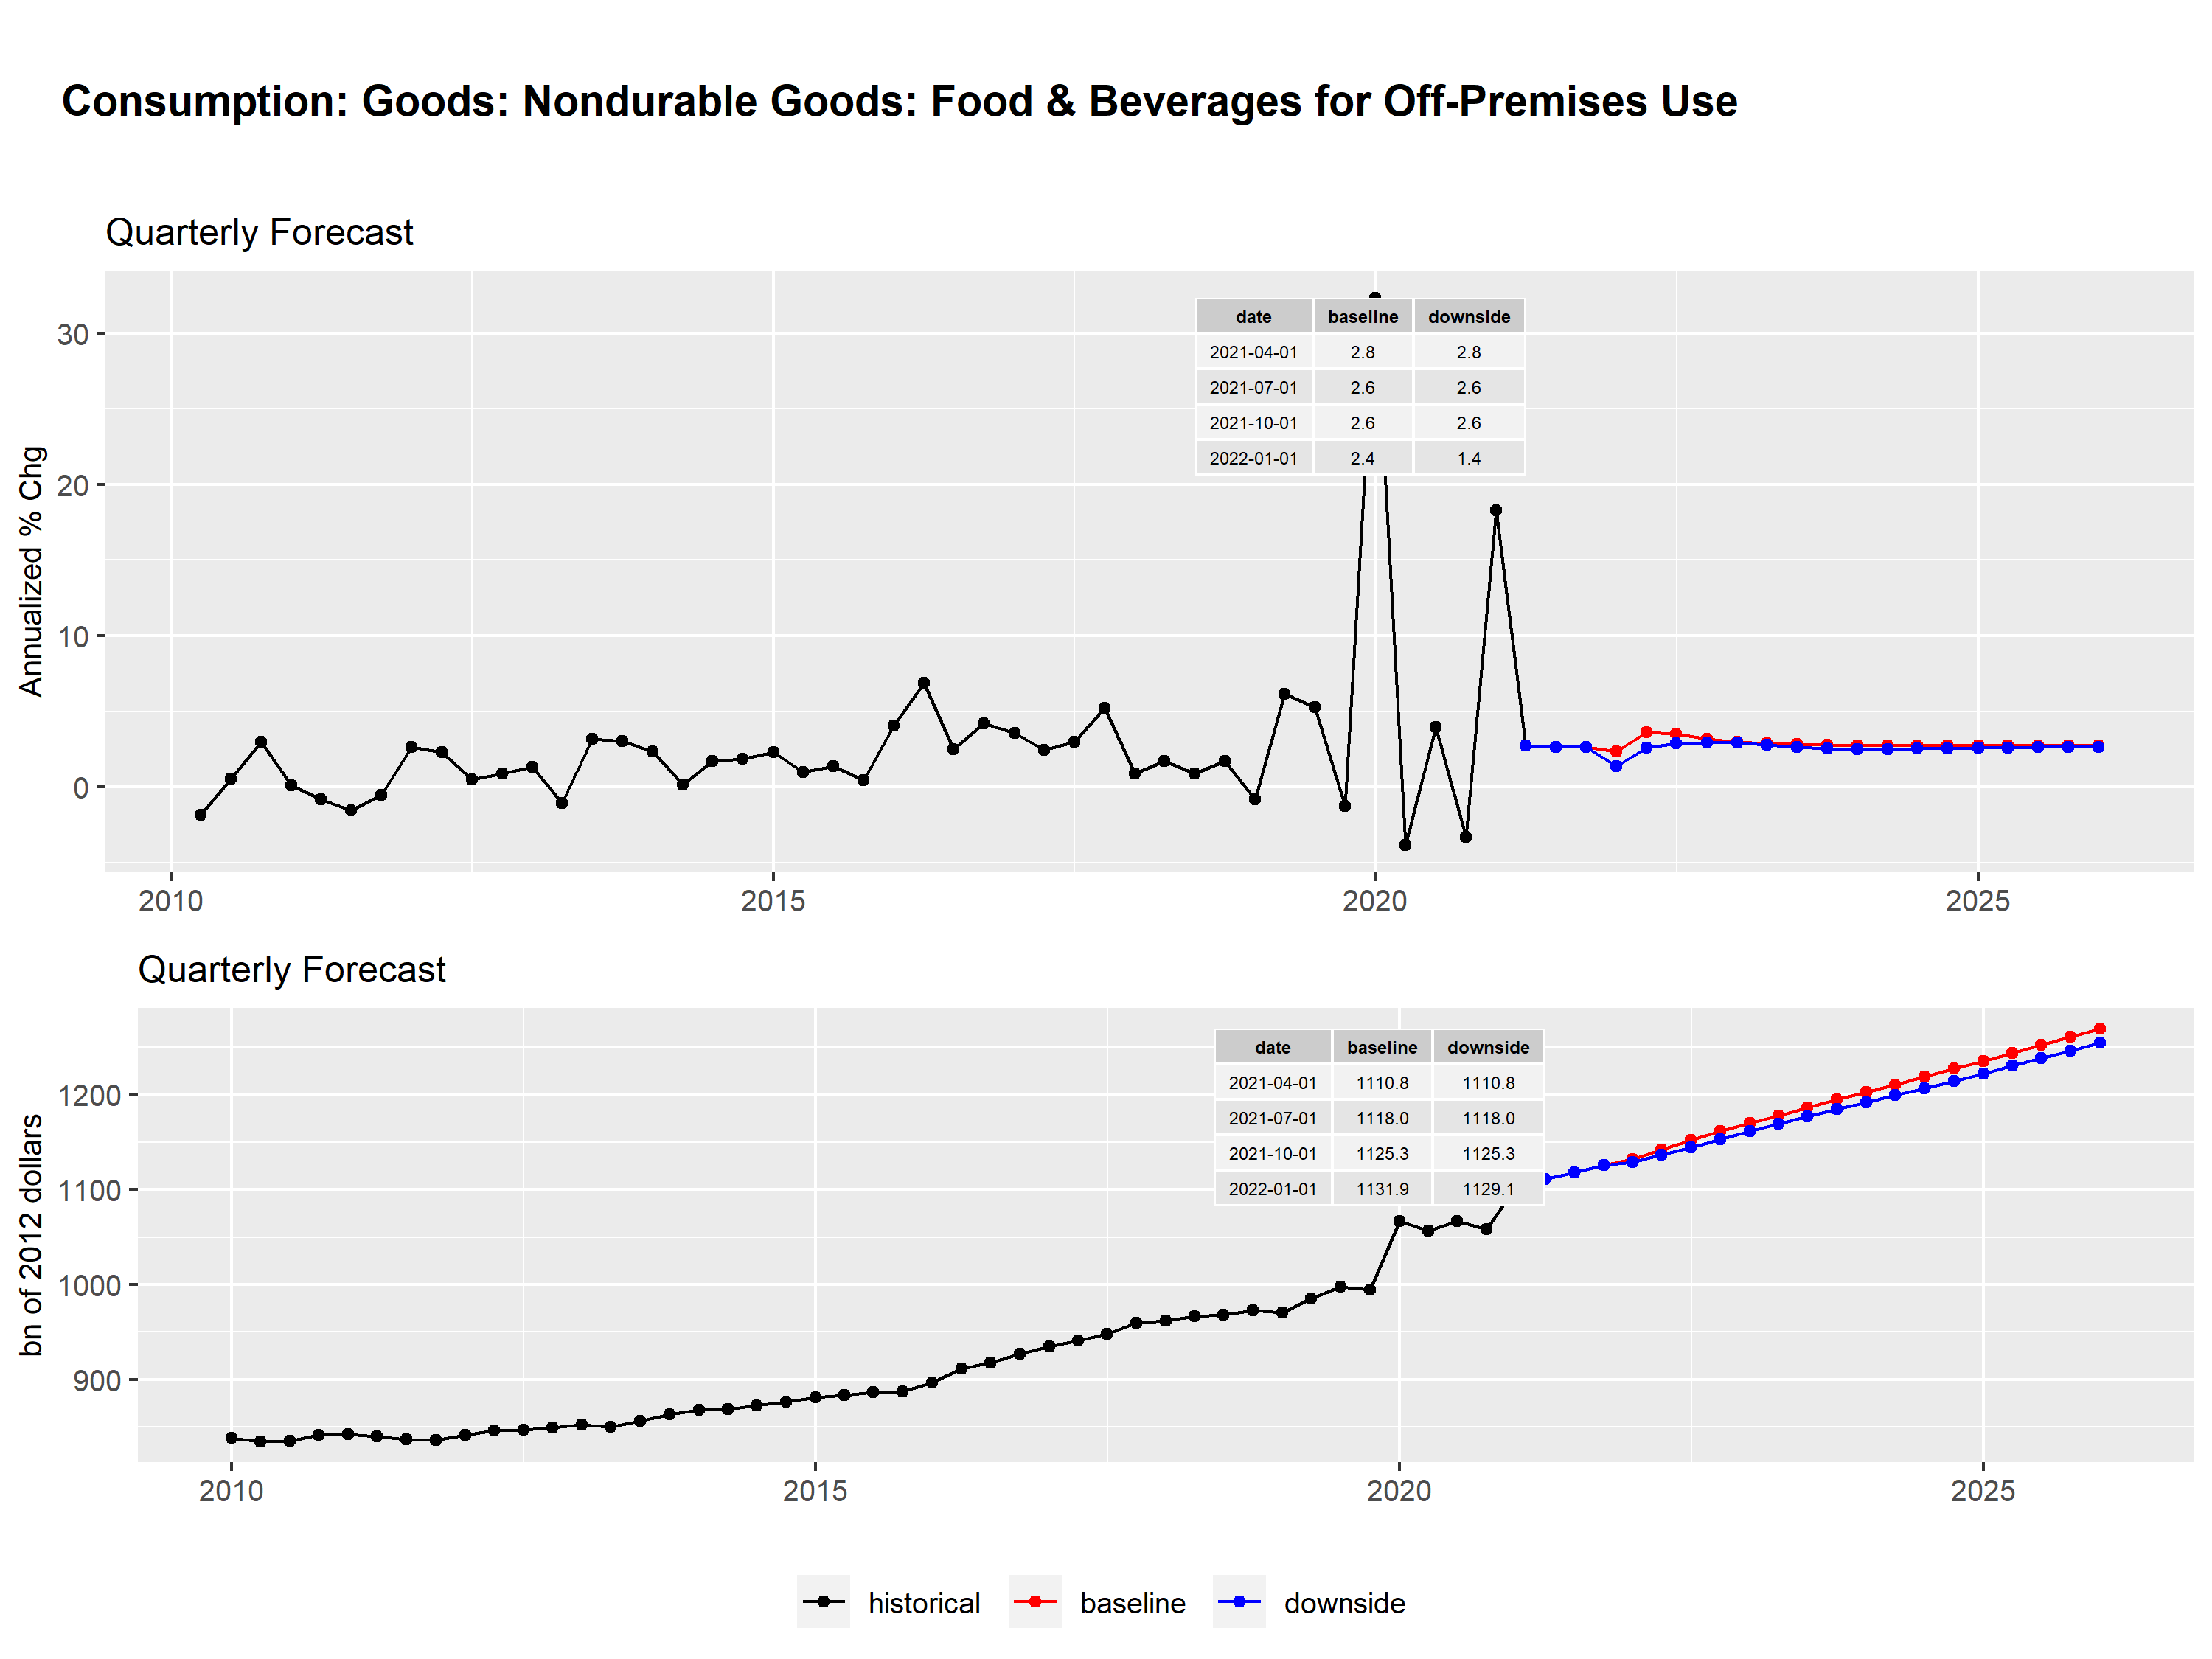 Consumption: Goods: Nondurable Goods: Food & Beverages for Off-Premises Use
Quarterly Forecast
Annualized % Chg
30
20
10
0
date baseline downside
2021-04-01 2.8 2.8
2021-07-01 2.6 2.6
2021-10-01 2.6 2.6
2022-01-01 2.4 1.4
2010 2015 2020 2025
Quarterly Forecast
bn of 2012 dollars
1200
1100
1000
900
date baseline downside
2021-04-01 1110.8 1110.8
2021-07-01 1118.0 1118.0
2021-10-01 1125.3 1125.3
2022-01-01 1131.9 1129.1
2010 2015 2020 2025
historical baseline downside